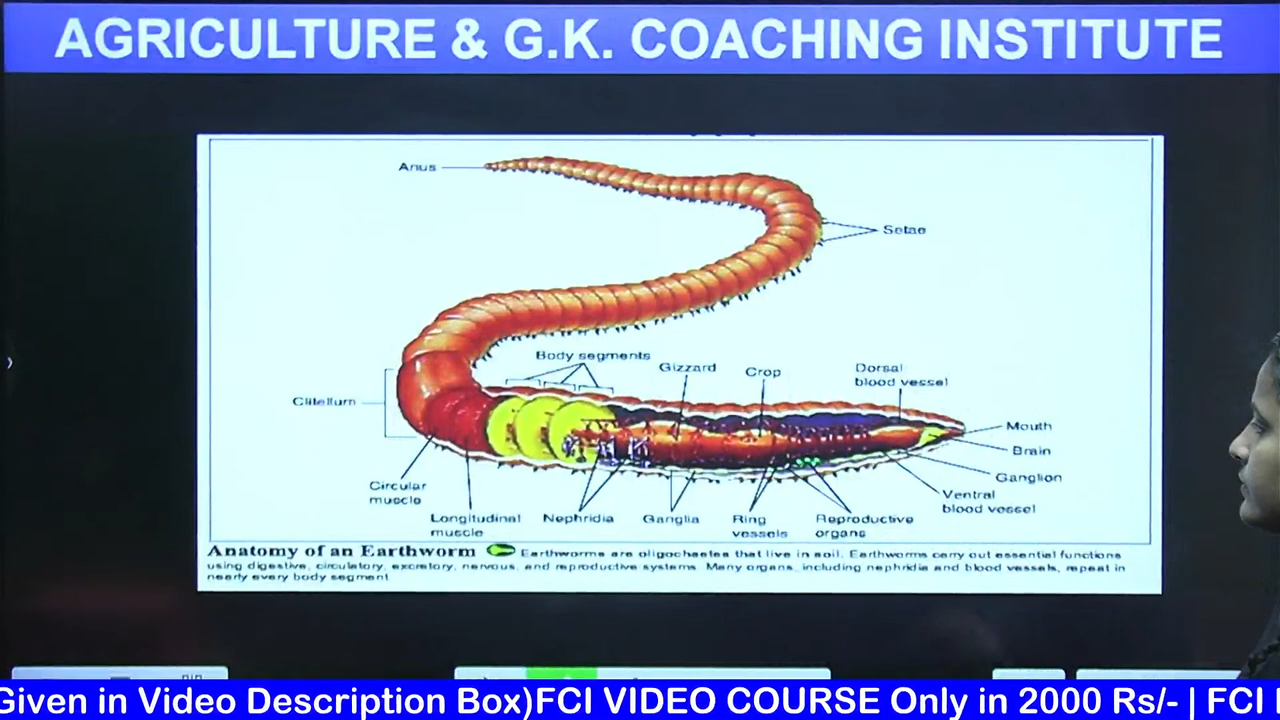 AGRICULTURE & G.K. COACHING INSTITUTE
Anus
Setae
Body segments
Gizzard
Crop
Dorsal
blood vessel
Clitellum
Mouth
Brain
Ganglion
Ventral
blood vessel
Circular
muscle
Longitudinal
muscle
Nephridia
Ganglia
Ring
vessels
Reproductive
organs
Anatomy of an Earthworm Earthworms are oligochaetes that live in soil. Earthworms carry out essential functions
using digestive, circulatory, excretory, nervous, and reproductive systems. Many organs, including nephridia and blood vessels, repeat in
nearly every body segment.
Given in Video Description Box)FCI VIDEO COURSE Only in 2000 Rs/- | FCI